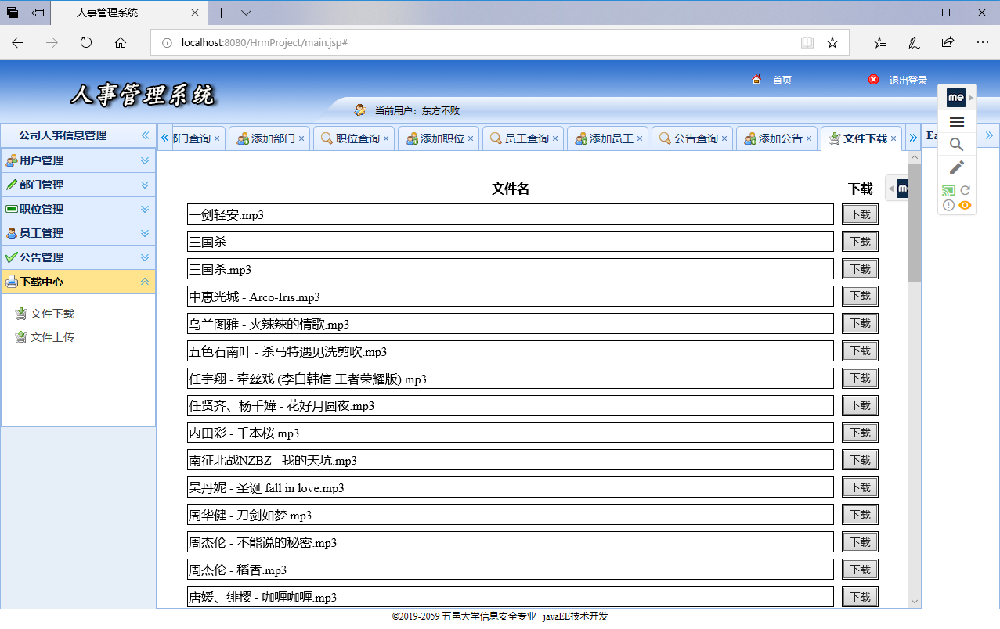 人事管理系统
localhost:8080/HrmProject/main.jsp#
人事管理系统
首页
退出登录
当前用户：东方不败
me
公司人事信息管理
用户管理
部门管理
职位管理
员工管理
公告管理
下载中心
文件下载
文件上传
部门查询
添加部门
职位查询
添加职位
员工查询
添加员工
公告查询
添加公告
文件下载
Ea
文件名 下载
一剑轻安.mp3 下载
三国杀 下载
三国杀.mp3 下载
中恵光城 - Arco-Iris.mp3 下载
乌兰图雅 - 火辣辣的情歌.mp3 下载
五色石南叶 - 杀马特遇见洗剪吹.mp3 下载
任宇翔 - 牵丝戏 (李白韩信 王者荣耀版).mp3 下载
任贤齐、杨千嬅 - 花好月圆夜.mp3 下载
内田彩 - 千本桜.mp3 下载
南征北战NZBZ - 我的天坑.mp3 下载
吴丹妮 - 圣诞 fall in love.mp3 下载
周华健 - 刀剑如梦.mp3 下载
周杰伦 - 不能说的秘密.mp3 下载
周杰伦 - 稻香.mp3 下载
唐媛、绯樱 - 咖喱咖喱.mp3 下载
©2019-2059 五邑大学信息安全专业 javaEE技术开发